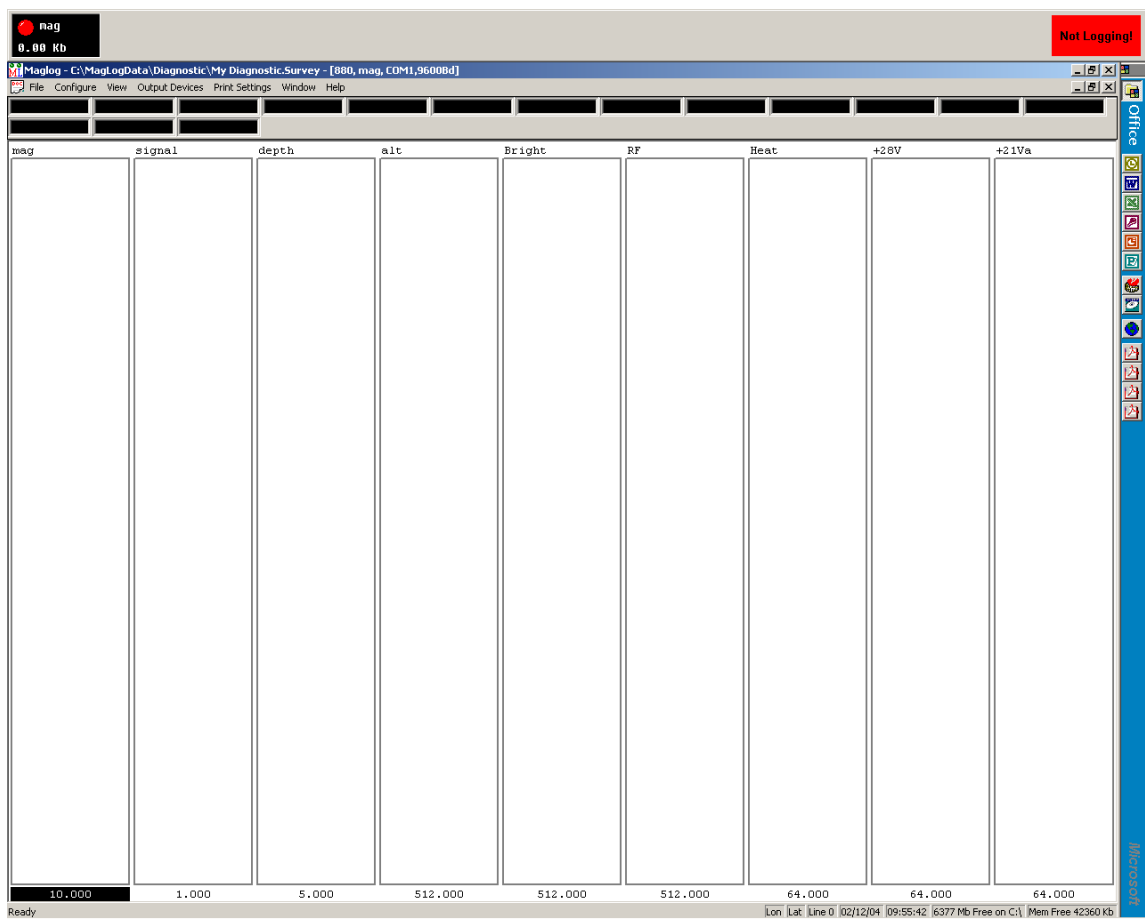 mag
0.00 Kb
Not Logging!
Maglog - C:\MagLogData\Diagnostic\My Diagnostic.Survey - [880, mag, COM1,9600Bd]
File Configure View Output Devices Print Settings Window Help
Office
mag signal depth alt Bright RF Heat +28V +21Va
10.000 1.000 5.000 512.000 512.000 512.000 64.000 64.000 64.000
Microsoft
Ready Lon Lat Line 0 02/12/04 09:55:42 6377 Mb Free on C:\ Mem Free 42360 Kb